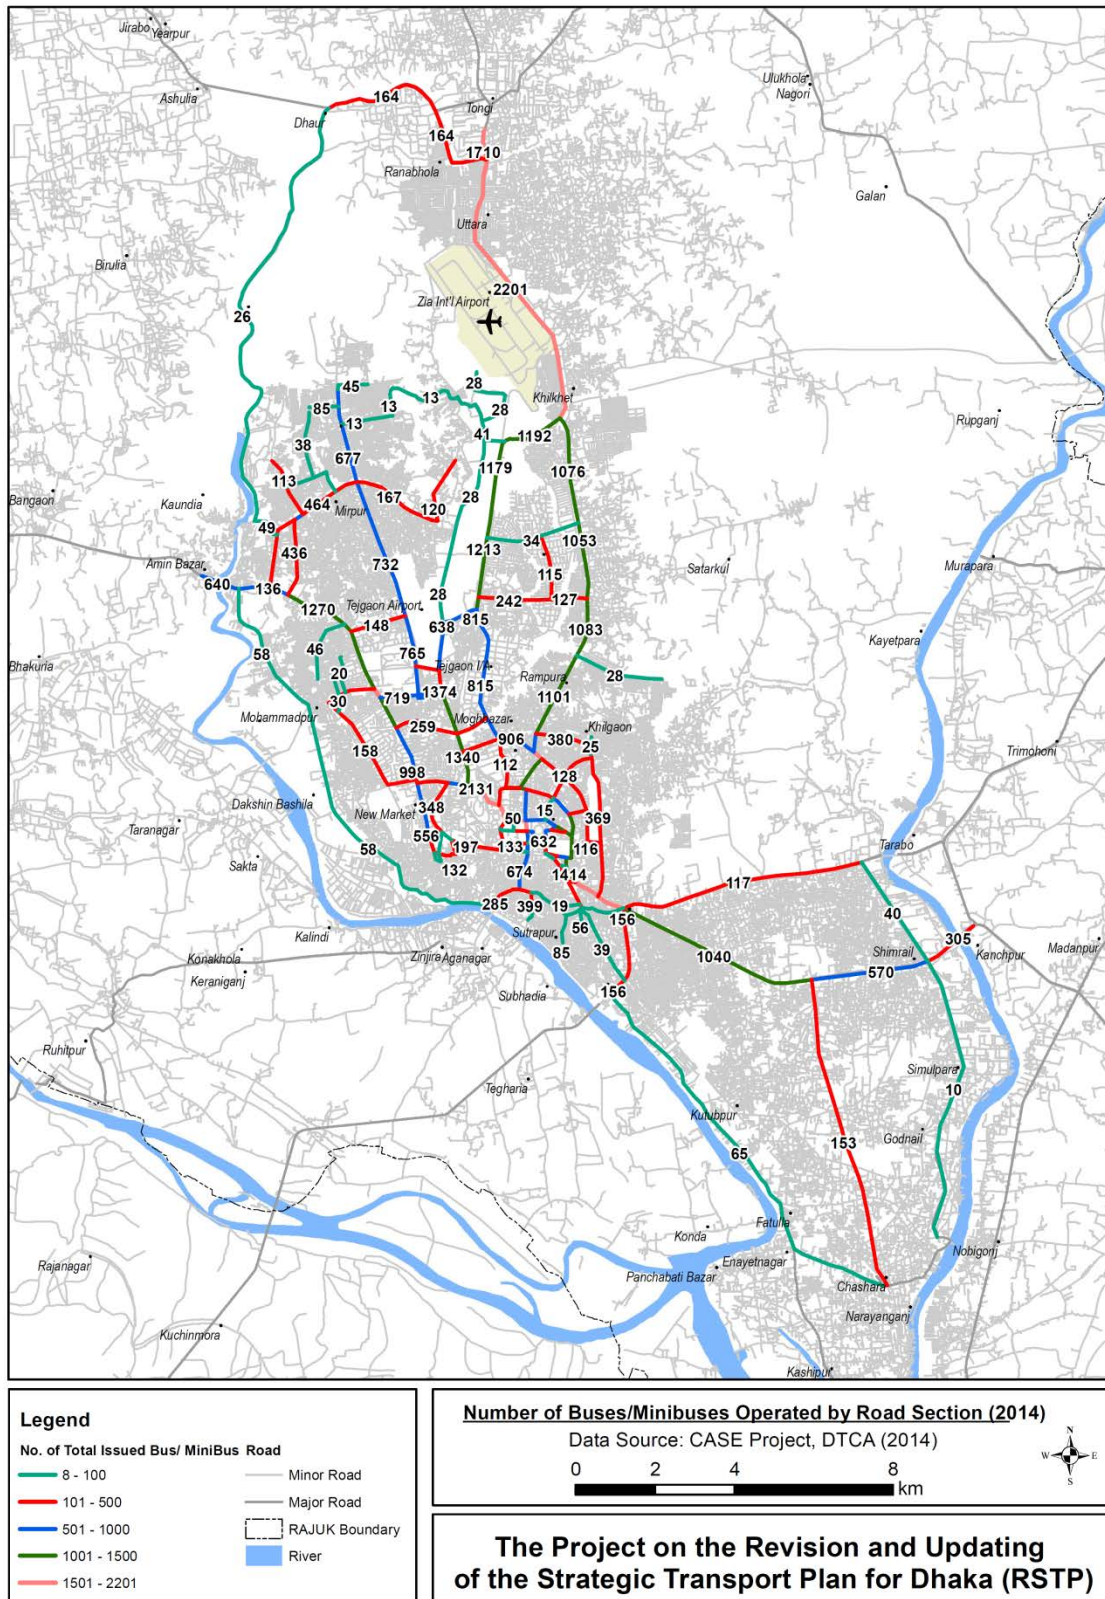 Jirabo
Yearpur
Ashulia
Dhaur
164
Tongi
Ulukhola
Nagori
164
1710
Ranabhola
Galan
Uttara
Birulia
2201
Zia Int'l Airport
26
28
Khilkhet
45
13
13
28
85
13
Rupganj
41
1192
38
677
1179
1076
113
28
Bangaon
Kaundia
464
167
120
Mirpur
49
34
1053
436
1213
Murapara
Amin Bazar
732
115
Satarkul
640
136
242
127
28
1270
Tejgaon Airport
148
638
815
1083
Kayetpara
58
46
765
Tejgaon I/A
Bhakuria
20
815
Rampura
28
719
1374
30
1101
Mohammadpur
259
Moghbazar
Khilgaon
906
380
25
158
1340
112
Trimohoni
998
128
2131
Dakshin Bashila
New Market
348
15
Taranagar
50
369
556
632
Tarabo
Sakta
58
197
133
116
132
674
1414
117
285
399
19
156
40
305
Kalindi
Sutrapur
56
Shimrail
Kanchpur
Madanpur
Konakhola
Zinjira
Aganagar
85
39
1040
570
Keraniganj
Subhadia
156
Ruhitpur
Tegharia
Simulpara
10
Kutubpur
Godnail
153
65
Fatulla
Konda
Nobigonj
Enayetnagar
Rajanagar
Panchabati Bazar
Chashara
Narayanganj
Kuchinmora
Kashipur
Legend
No. of Total Issued Bus/ MiniBus Road
8 - 100
Minor Road
101 - 500
Major Road
501 - 1000
RAJUK Boundary
1001 - 1500
River
1501 - 2201
Number of Buses/Minibuses Operated by Road Section (2014)
Data Source: CASE Project, DTCA (2014)
0 2 4 8
km
N
W E
S
The Project on the Revision and Updating
of the Strategic Transport Plan for Dhaka (RSTP)